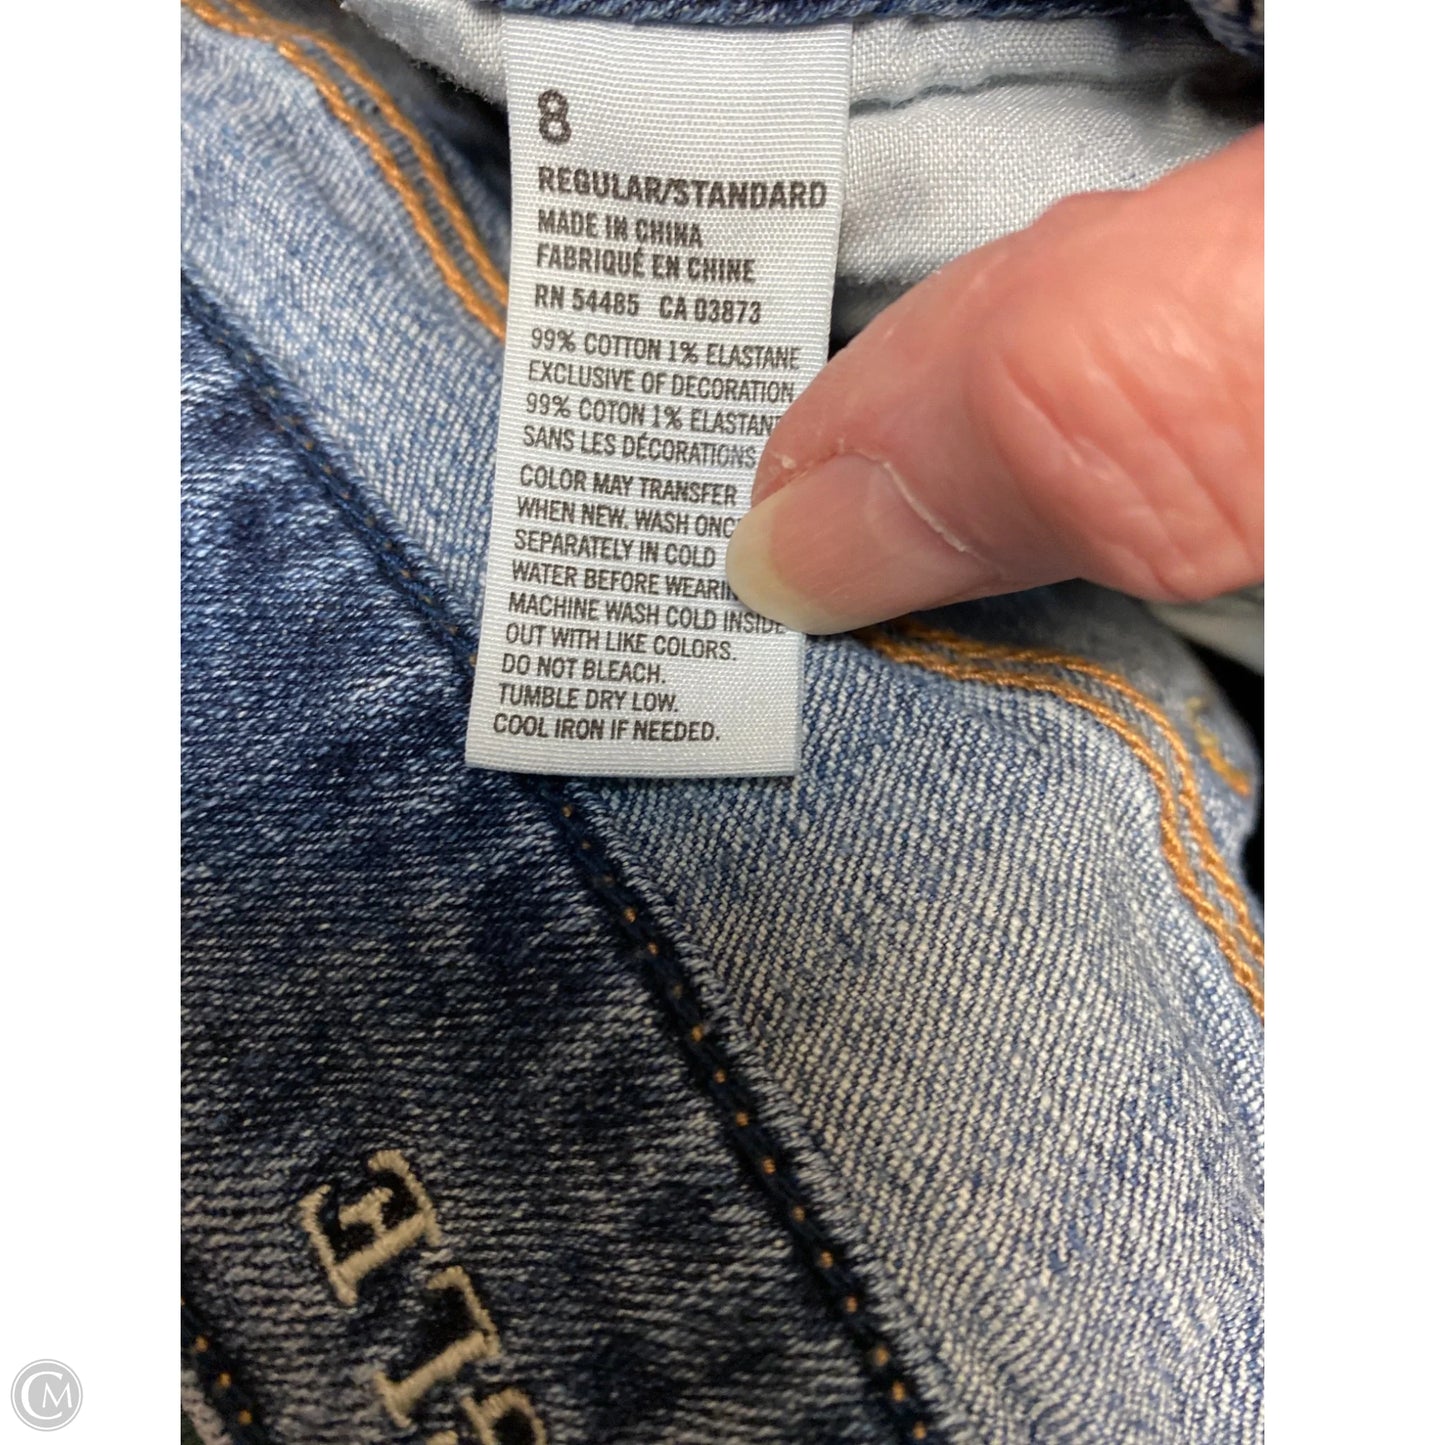 8
REGULAR/STANDARD
MADE IN CHINA
FABRIQUÉ EN CHINE
RN 54485 CA 03873
99% COTTON 1% ELASTANE
EXCLUSIVE OF DECORATION
99% COTON 1% ELASTAN
SANS LES DÉCORATIONS
COLOR MAY TRANSFER
WHEN NEW. WASH ONC
SEPARATELY IN COLD
WATER BEFORE WEARIN
MACHINE WASH COLD INSIDE
OUT WITH LIKE COLORS.
DO NOT BLEACH.
TUMBLE DRY LOW.
COOL IRON IF NEEDED.
CM